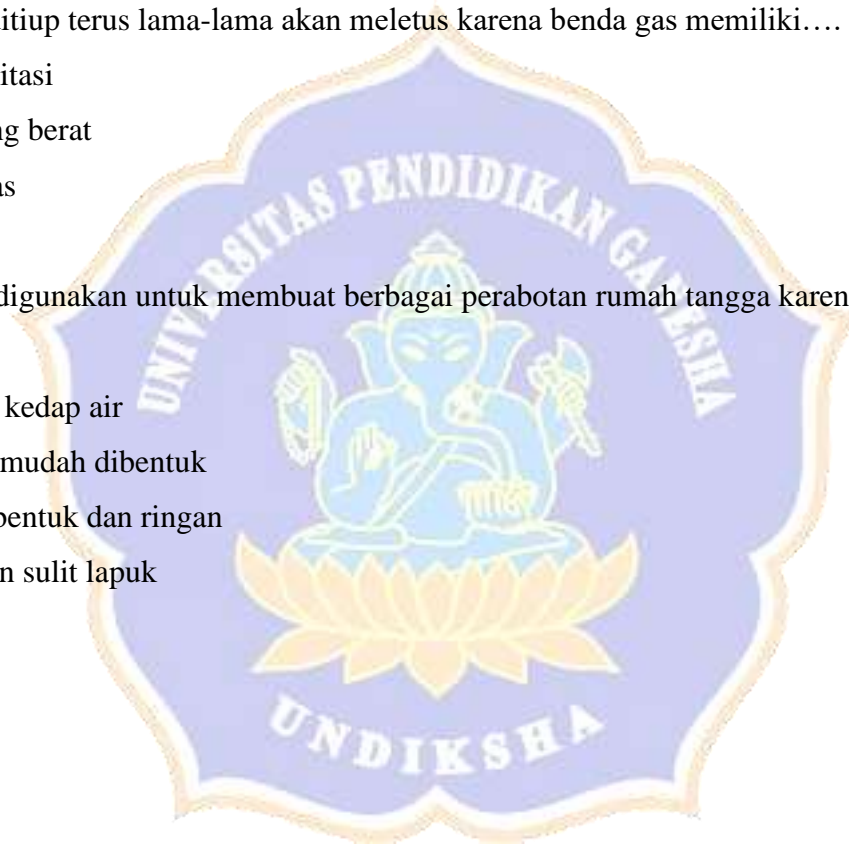 itiup terus lama-lama akan meletus karena benda gas memiliki….
itasi
g berat
as
UNIVERSITAS PENDIDIKAN GANESHA
digunakan untuk membuat berbagai perabotan rumah tangga karen
kedap air
mudah dibentuk
bentuk dan ringan
n sulit lapuk
UNDIKSHA